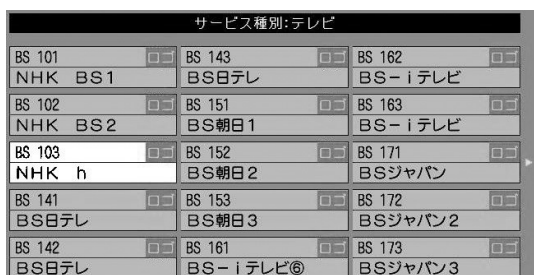 サービス種別:テレビ
BS 101 ロゴ
NHK BS1
BS 102 ロゴ
NHK BS2
BS 103 ロゴ
NHK h
BS 141 ロゴ
BS日テレ
BS 142 ロゴ
BS日テレ
BS 143 ロゴ
BS日テレ
BS 151 ロゴ
BS朝日1
BS 152 ロゴ
BS朝日2
BS 153 ロゴ
BS朝日3
BS 161 ロゴ
BS-iテレビ⑥
BS 162 ロゴ
BS-iテレビ
BS 163 ロゴ
BS-iテレビ
BS 171 ロゴ
BSジャパン
BS 172 ロゴ
BSジャパン2
BS 173 ロゴ
BSジャパン3